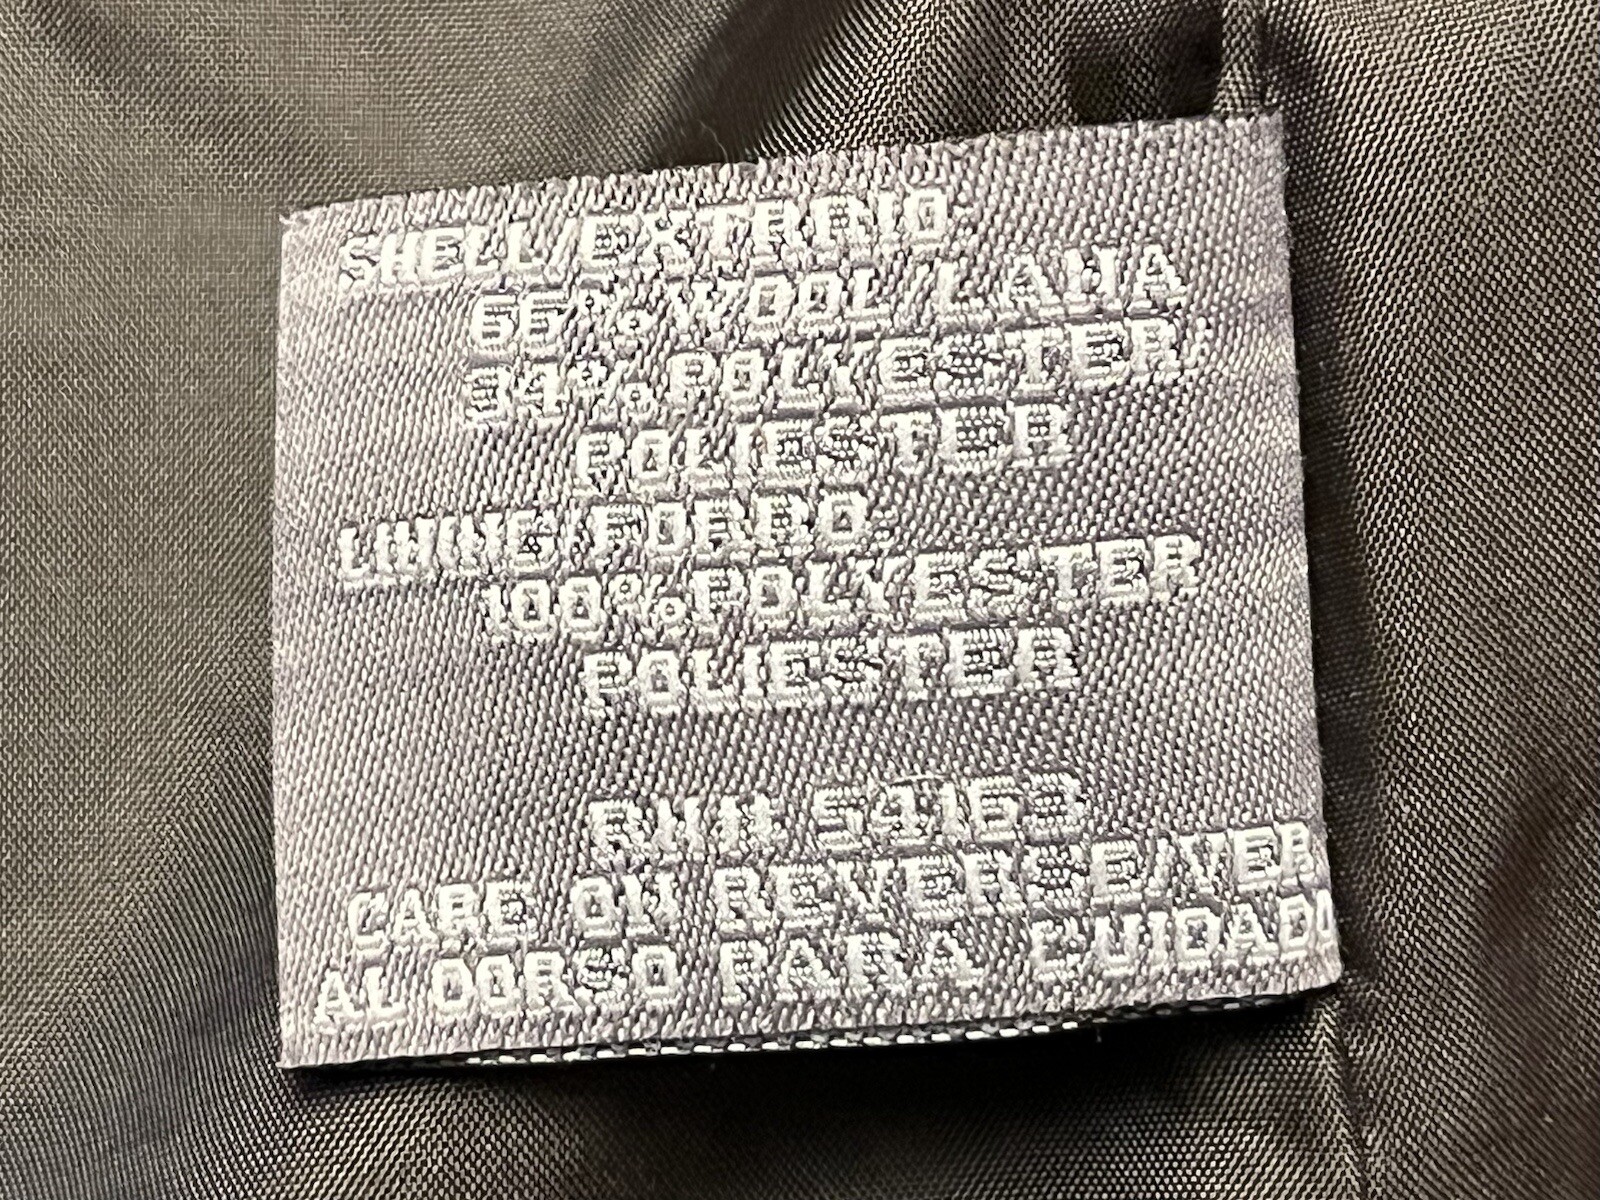 SHELL/EXTRAIO:
66% WOOL/LANA
34% POLYESTER;
POLIESTER
LINING/FORRO:
100% POLYESTER
POLIESTER
RN# 54163
CARE ON REVERSE/VER
AL DORSO PARA CUIDADO